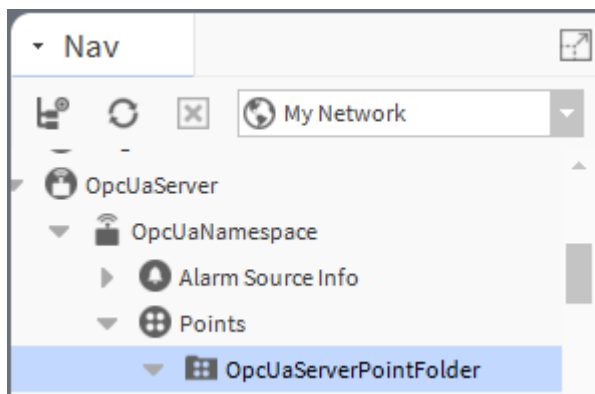 Nav
My Network
OpcUaServer
OpcUaNamespace
Alarm Source Info
Points
OpcUaServerPointFolder